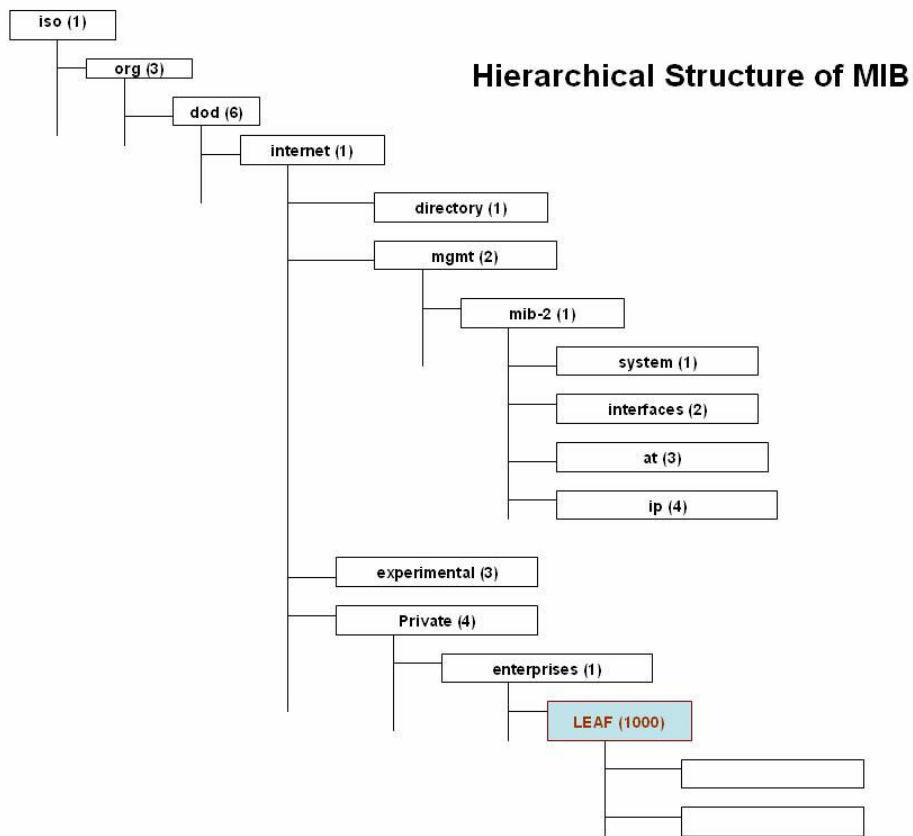 iso (1)
org (3)
Hierarchical Structure of MIB
dod (6)
internet (1)
directory (1)
mgmt (2)
mib-2 (1)
system (1)
interfaces (2)
at (3)
ip (4)
experimental (3)
Private (4)
enterprises (1)
LEAF (1000)